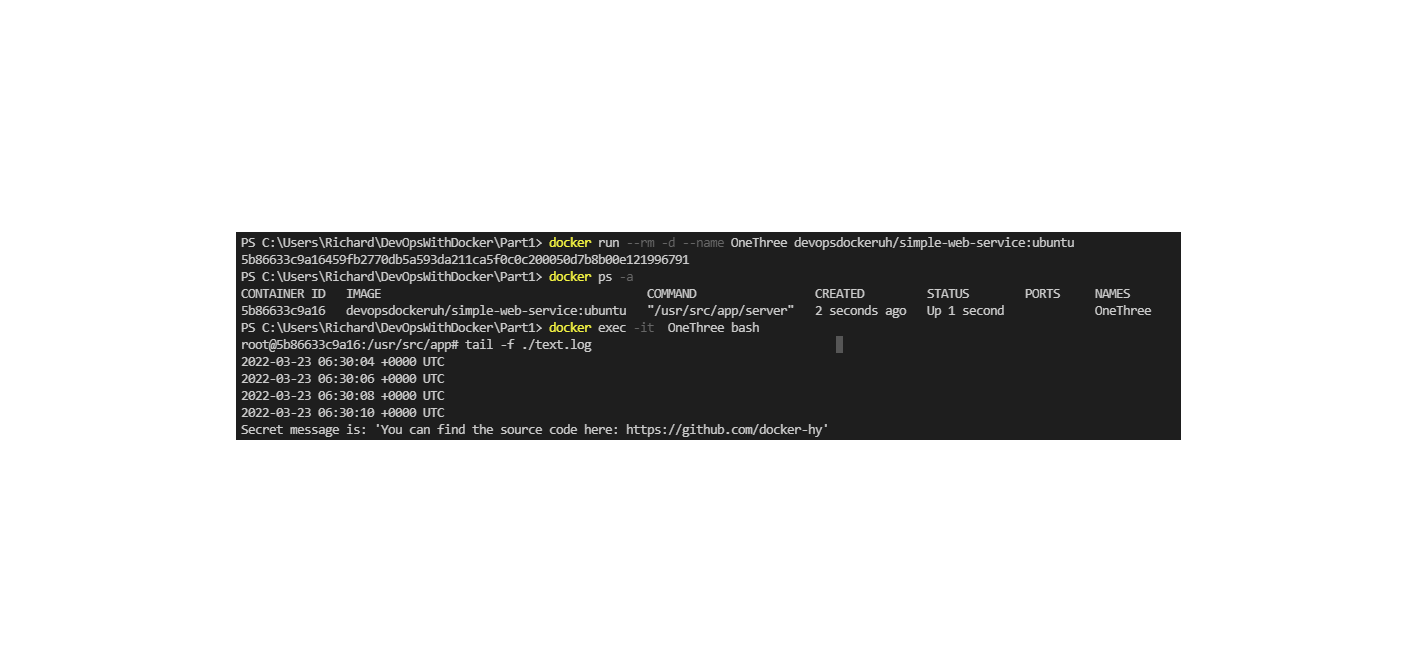 PS C:\Users\Richard\DevOpsWithDocker\Part1> docker run --rm -d --name OneThree devopsdockeruh/simple-web-service:ubuntu
5b86633c9a16459fb2770db5a593da211ca5f0c0c200050d7b8b00e121996791
PS C:\Users\Richard\DevOpsWithDocker\Part1> docker ps -a
CONTAINER ID   IMAGE                                      COMMAND                 CREATED         STATUS        PORTS     NAMES
5b86633c9a16   devopsdockeruh/simple-web-service:ubuntu   "/usr/src/app/server"   2 seconds ago   Up 1 second             OneThree
PS C:\Users\Richard\DevOpsWithDocker\Part1> docker exec -it  OneThree bash
root@5b86633c9a16:/usr/src/app# tail -f ./text.log
2022-03-23 06:30:04 +0000 UTC
2022-03-23 06:30:06 +0000 UTC
2022-03-23 06:30:08 +0000 UTC
2022-03-23 06:30:10 +0000 UTC
Secret message is: 'You can find the source code here: https://github.com/docker-hy'